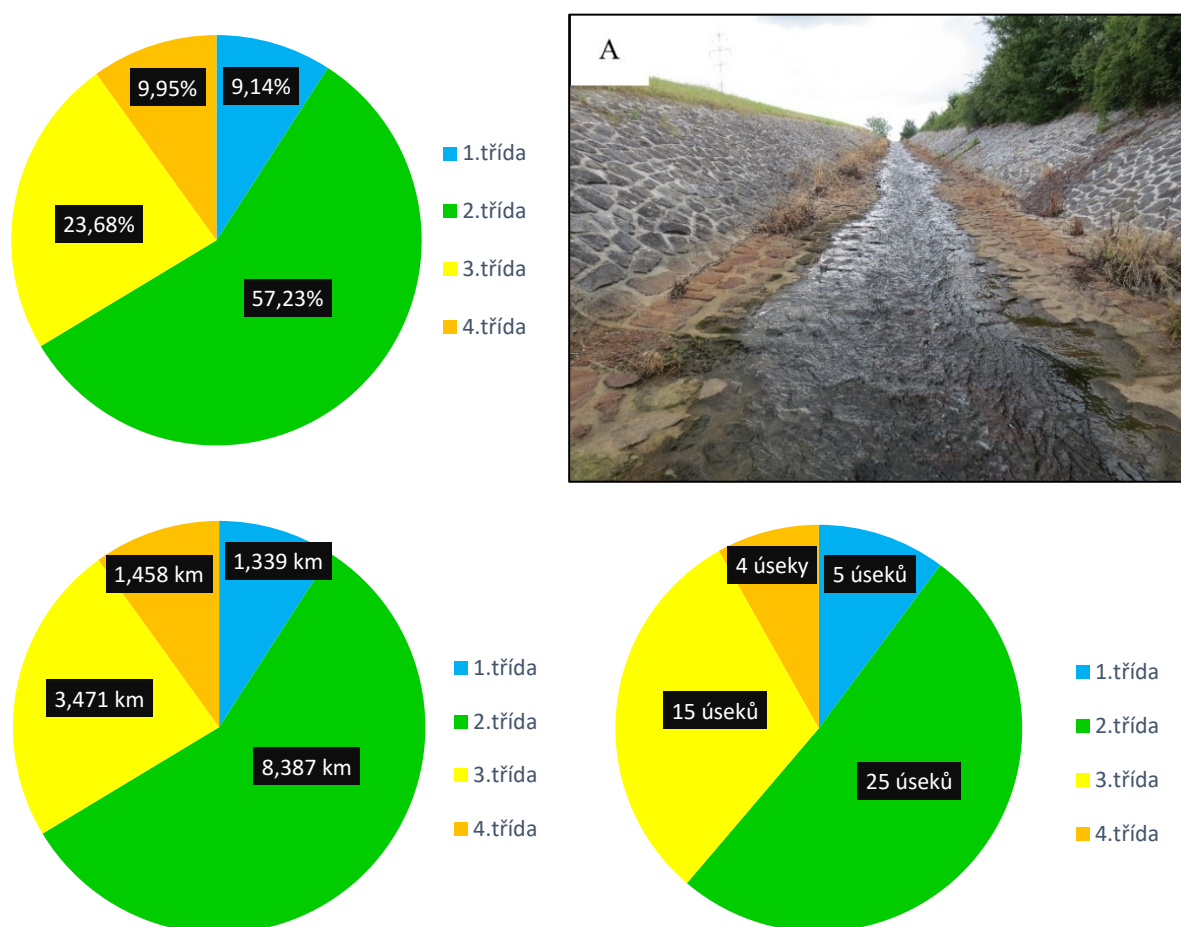 9,95%
9,14%
23,68%
57,23%
1.třída
2.třída
3.třída
4.třída
A
1,458 km
1,339 km
3,471 km
8,387 km
1.třída
2.třída
3.třída
4.třída
4 úseky
5 úseků
15 úseků
25 úseků
1.třída
2.třída
3.třída
4.třída